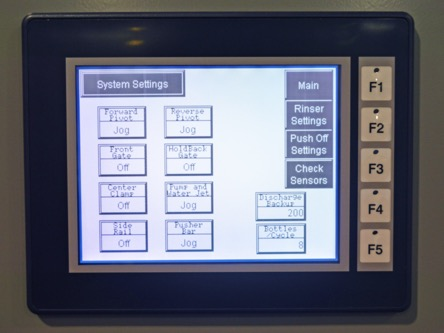 System Settings
Main
Rinser
Settings
Push Off
Settings
Check
Sensors
Forward
Pivot
Jog
Reverse
Pivot
Jog
Front
Gate
Off
HoldBack
Gate
Off
Center
Clamp
Off
Pump and
Water Jet
Jog
Side
Rail
Off
Pusher
Bar
Jog
Discharge
Backup
200
Bottles
/Cycle
8
F1
F2
F3
F4
F5